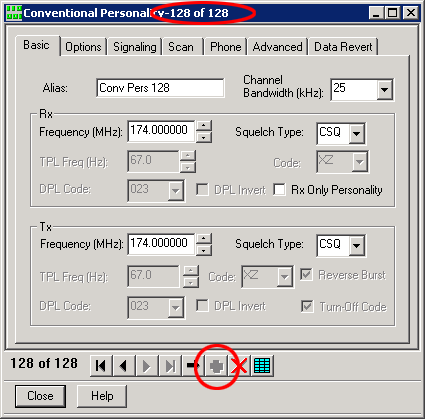 Conventional Personality-128 of 128
Basic Options Signaling Scan Phone Advanced Data Revert
Alias: Conv Pers 128 Channel Bandwidth (kHz): 25
Rx
Frequency (MHz): 174.000000 Squelch Type: CSQ
TPL Freq (Hz): 67.0 Code: XZ
DPL Code: 023 DPL Invert Rx Only Personality
Tx
Frequency (MHz): 174.000000 Squelch Type: CSQ
TPL Freq (Hz): 67.0 Code: XZ Reverse Burst
DPL Code: 023 DPL Invert Turn-Off Code
128 of 128
Close Help